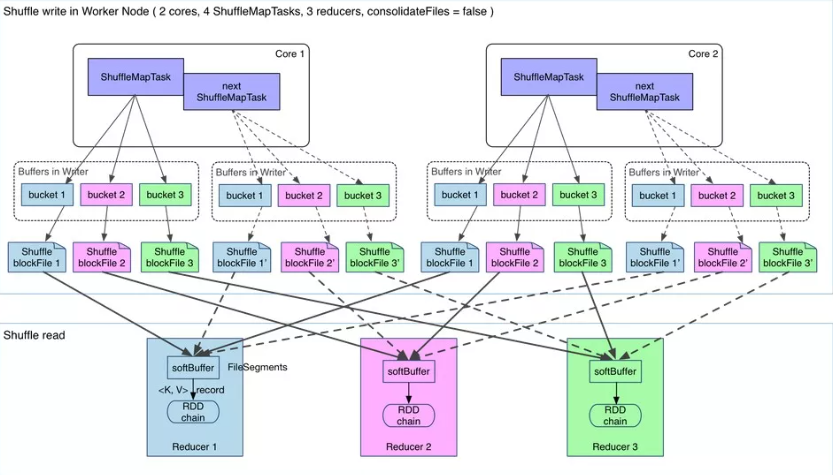 Shuffle write in Worker Node ( 2 cores, 4 ShuffleMapTasks, 3 reducers, consolidateFiles = false )
Core 1
ShuffleMapTask
next
ShuffleMapTask
Core 2
ShuffleMapTask
next
ShuffleMapTask
Buffers in Writer
bucket 1
bucket 2
bucket 3
Buffers in Writer
bucket 1
bucket 2
bucket 3
Buffers in Writer
bucket 1
bucket 2
bucket 3
Buffers in Writer
bucket 1
bucket 2
bucket 3
Shuffle
blockFile 1
Shuffle
blockFile 2
Shuffle
blockFile 3
Shuffle
blockFile 1'
Shuffle
blockFile 2'
Shuffle
blockFile 3'
Shuffle
blockFile 1
Shuffle
blockFile 2
Shuffle
blockFile 3
Shuffle
blockFile 1'
Shuffle
blockFile 2'
Shuffle
blockFile 3'
Shuffle read
softBuffer
FileSegments
<K, V> record
RDD
chain
Reducer 1
softBuffer
RDD
chain
Reducer 2
softBuffer
RDD
chain
Reducer 3